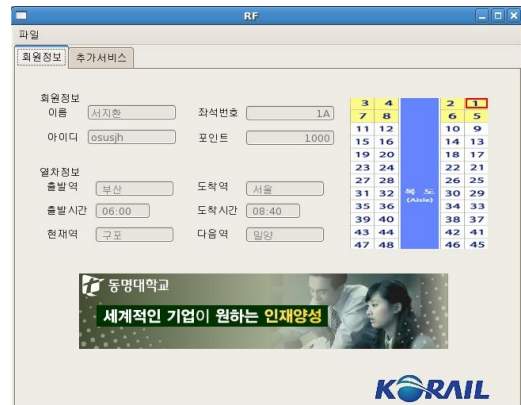 RF
파일
회원정보 추가서비스
회원정보
이름 서지환 좌석번호 1A
아이디 osusjh 포인트 1000
열차정보
출발역 부산 도착역 서울
출발시간 06:00 도착시간 08:40
현재역 구포 다음역 밀양
3 4 2 1
7 8 6 5
11 12 10 9
15 16 14 13
19 20 18 17
23 24 22 21
27 28 26 25
31 32 복 도 30 29
(Aisle)
35 36 34 33
39 40 38 37
43 44 42 41
47 48 46 45
동명대학교
세계적인 기업이 원하는 인재양성
KORAIL